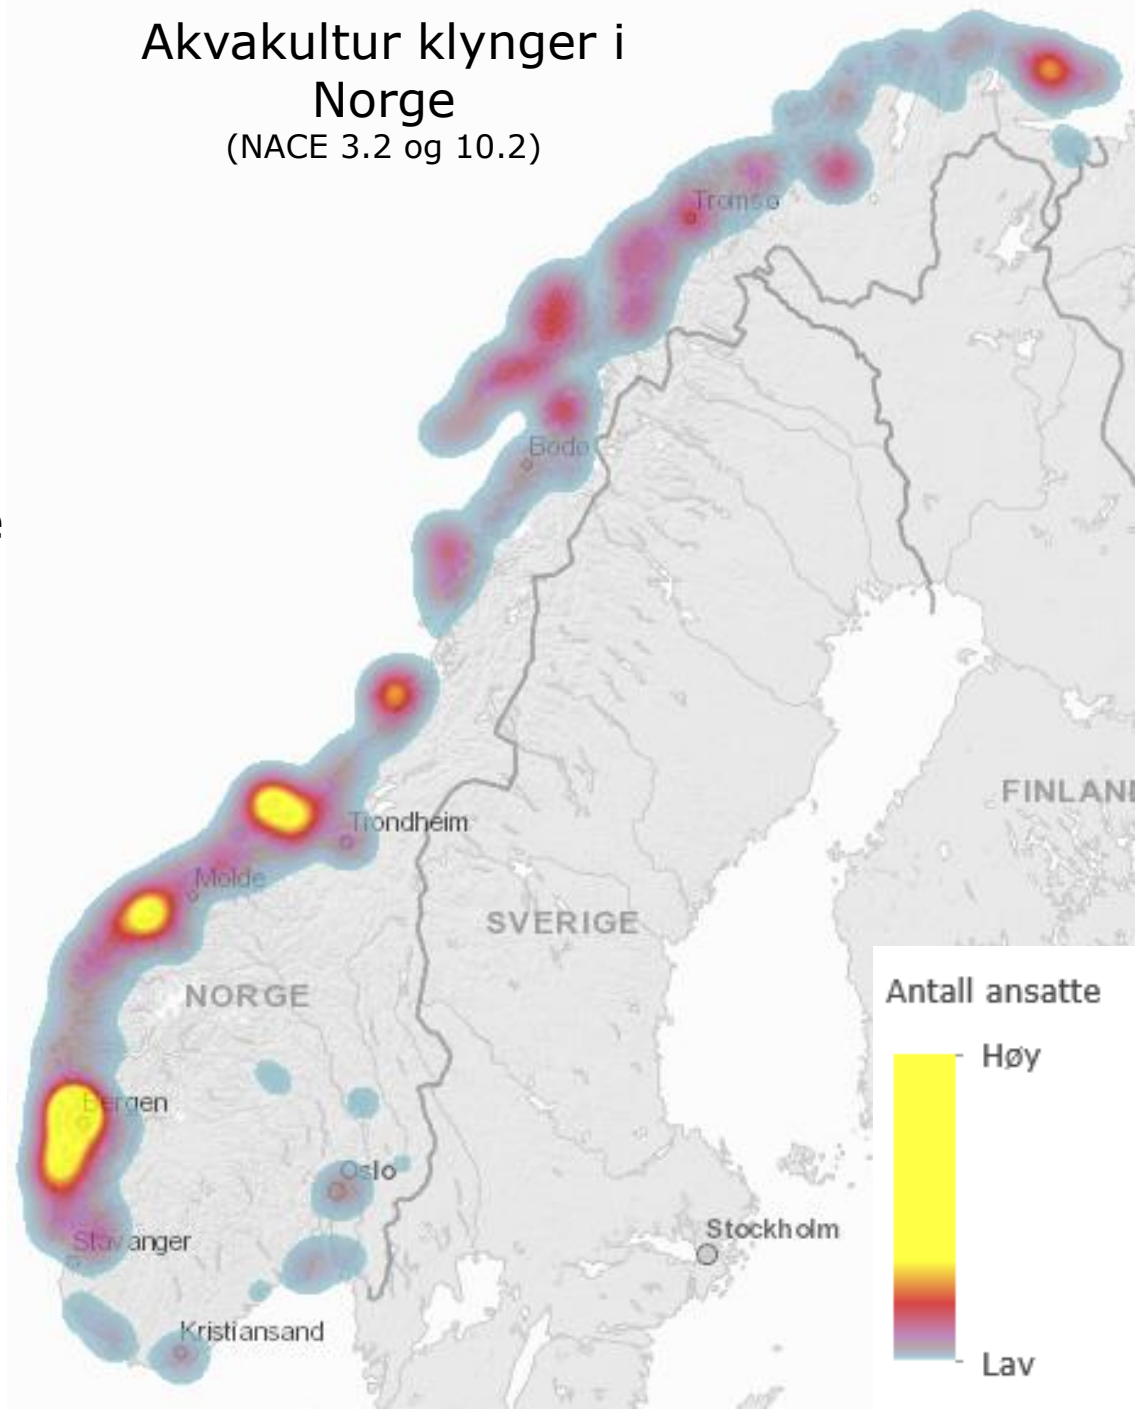 Akvakultur klynger i
Norge
(NACE 3.2 og 10.2)
Tromsø
Bodø
e
FINLAND
Trondheim
Molde
SVERIGE
NORGE
Antall ansatte
Høy
Bergen
Oslo
Stockholm
Stavanger
Kristiansand
Lav